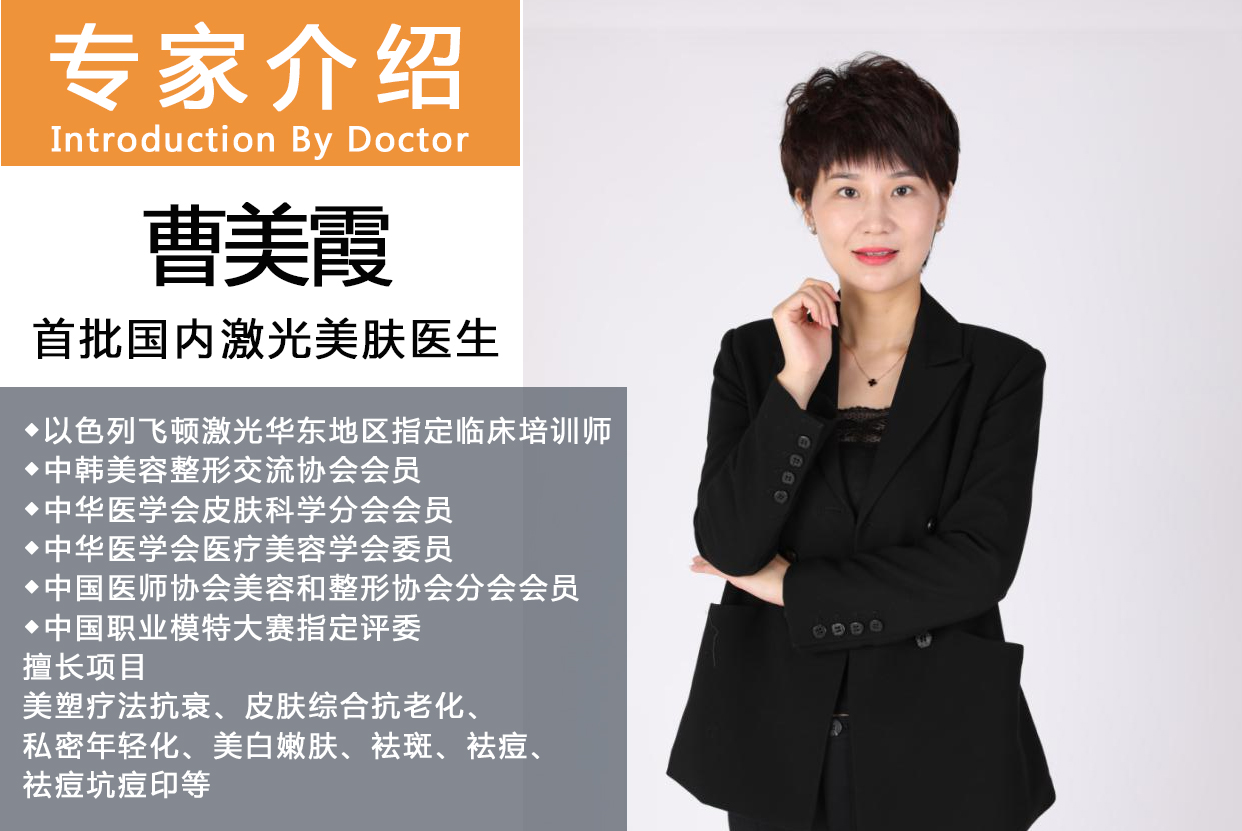 专家介绍
Introduction By Doctor
曹美霞
首批国内激光美肤医生
◆以色列飞顿激光华东地区指定临床培训师
◆中韩美容整形交流协会会员
◆中华医学会皮肤科学分会会员
◆中华医学会医疗美容学会委员
◆中国医师协会美容和整形协会分会会员
◆中国职业模特大赛指定评委
擅长项目
美塑疗法抗衰、皮肤综合抗老化、
私密年轻化、美白嫩肤、祛斑、祛痘、
祛痘坑痘印等